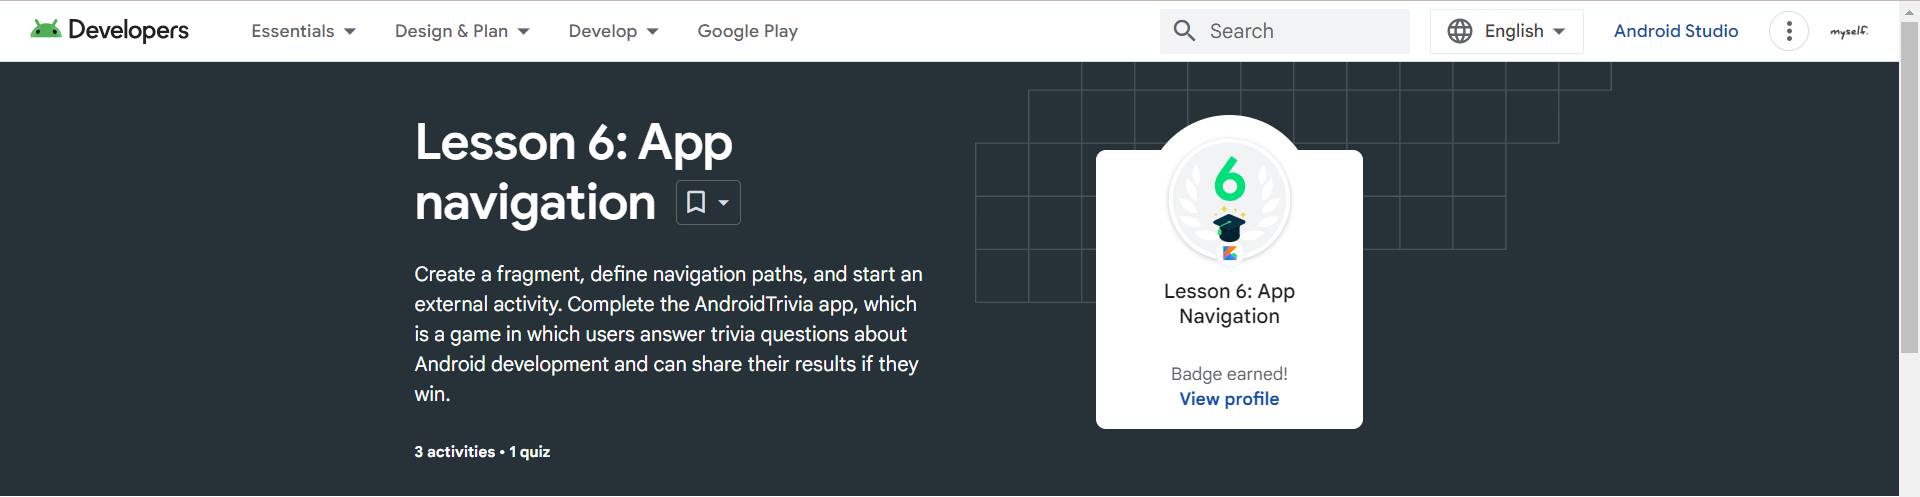 Developers
Essentials
Design & Plan
Develop
Google Play
Search
English
Android Studio
myself.
Lesson 6: App
navigation
Create a fragment, define navigation paths, and start an
external activity. Complete the AndroidTrivia app, which
is a game in which users answer trivia questions about
Android development and can share their results if they
win.
3 activities • 1 quiz
6
Lesson 6: App
Navigation
Badge earned!
View profile